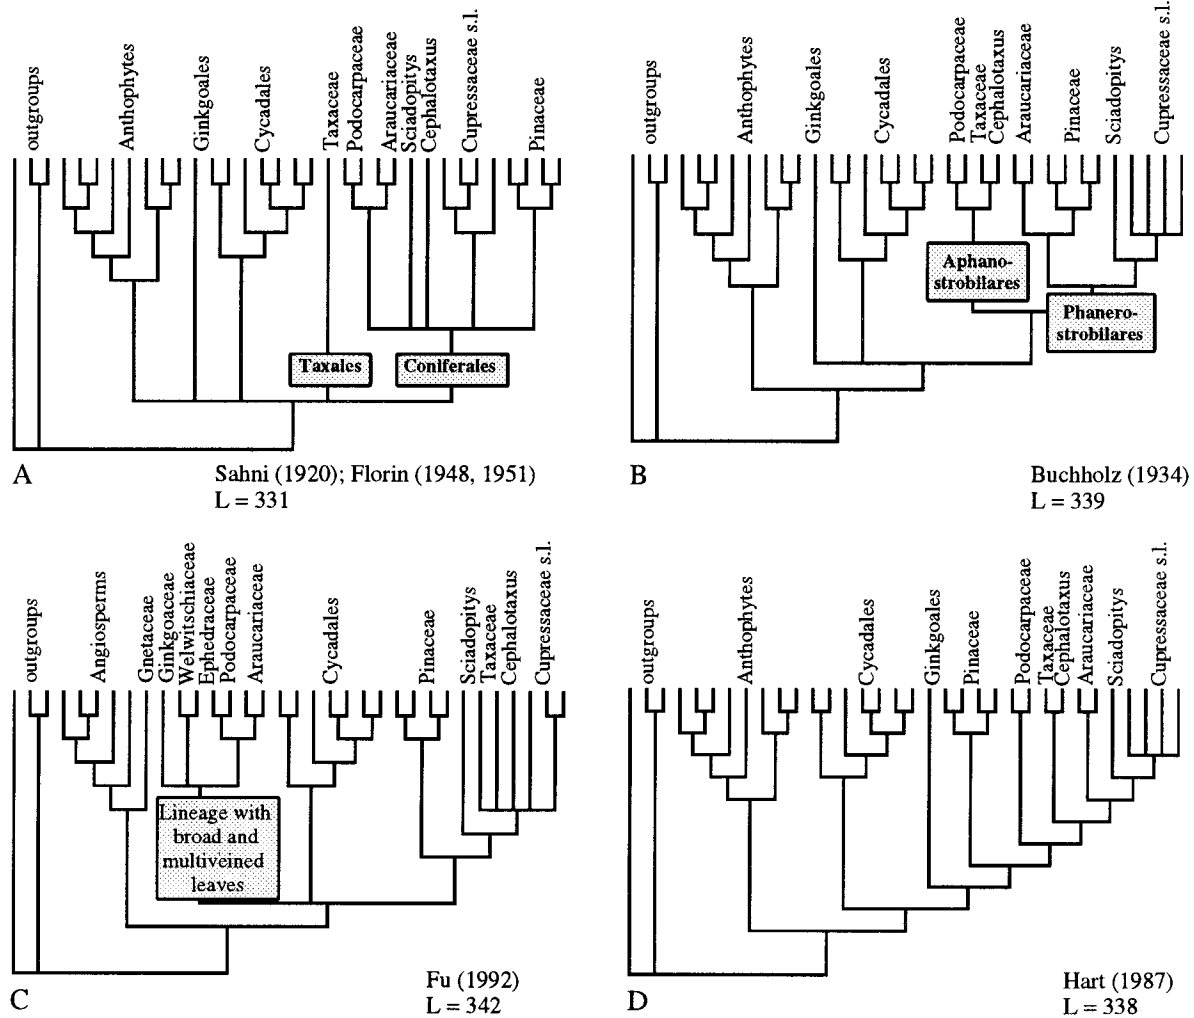 outgroups
Anthophytes
Ginkgoales
Cycadales
Taxaceae
Podocarpaceae
Araucariaceae
Sciadopitys
Cephalotaxus
Cupressaceae s.l.
Pinaceae
Taxales
Coniferales
A
Sahni (1920); Florin (1948, 1951)
L = 331
outgroups
Anthophytes
Ginkgoales
Cycadales
Podocarpaceae
Taxaceae
Cephalotaxus
Araucariaceae
Pinaceae
Sciadopitys
Cupressaceae s.l.
Aphano-
strobilares
Phanero-
strobilares
B
Buchholz (1934)
L = 339
outgroups
Angiosperms
Gnetaceae
Ginkgoaceae
Welwitschiaceae
Ephedraceae
Podocarpaceae
Araucariaceae
Cycadales
Pinaceae
Sciadopitys
Taxaceae
Cephalotaxus
Cupressaceae s.l.
Lineage with
broad and
multiveined
leaves
C
Fu (1992)
L = 342
outgroups
Anthophytes
Cycadales
Ginkgoales
Pinaceae
Podocarpaceae
Taxaceae
Cephalotaxus
Araucariaceae
Sciadopitys
Cupressaceae s.l.
D
Hart (1987)
L = 338